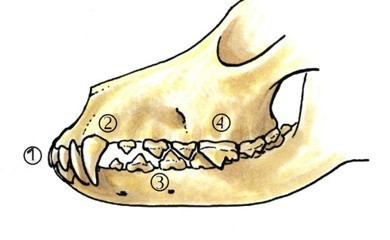 ②
④
①
③